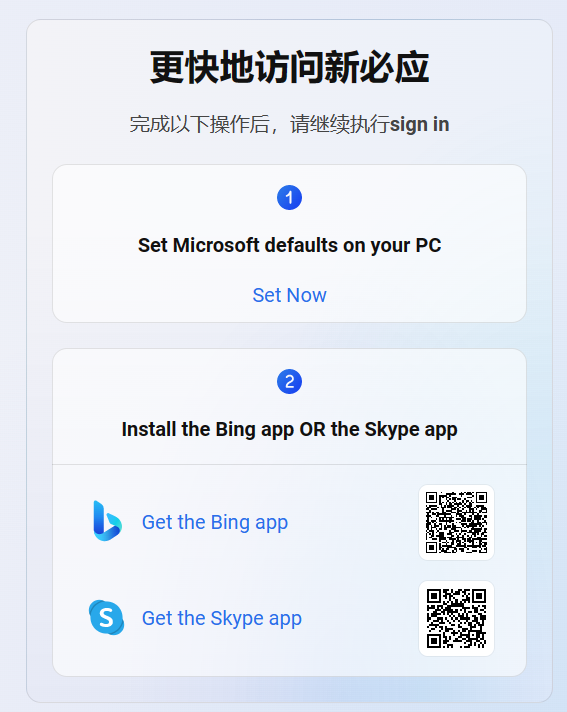 更快地访问新必应
完成以下操作后，请继续执行sign in
1
Set Microsoft defaults on your PC
Set Now
2
Install the Bing app OR the Skype app
Get the Bing app
Get the Skype app